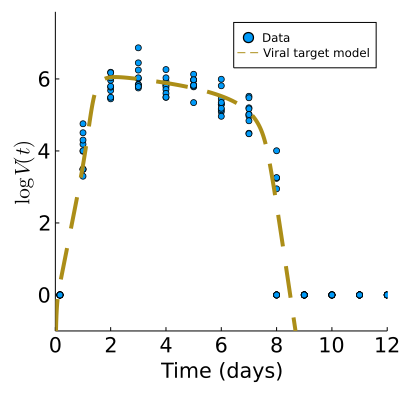 Data
Viral target model
log V(t)
6
4
2
0
0 2 4 6 8 10 12
Time (days)